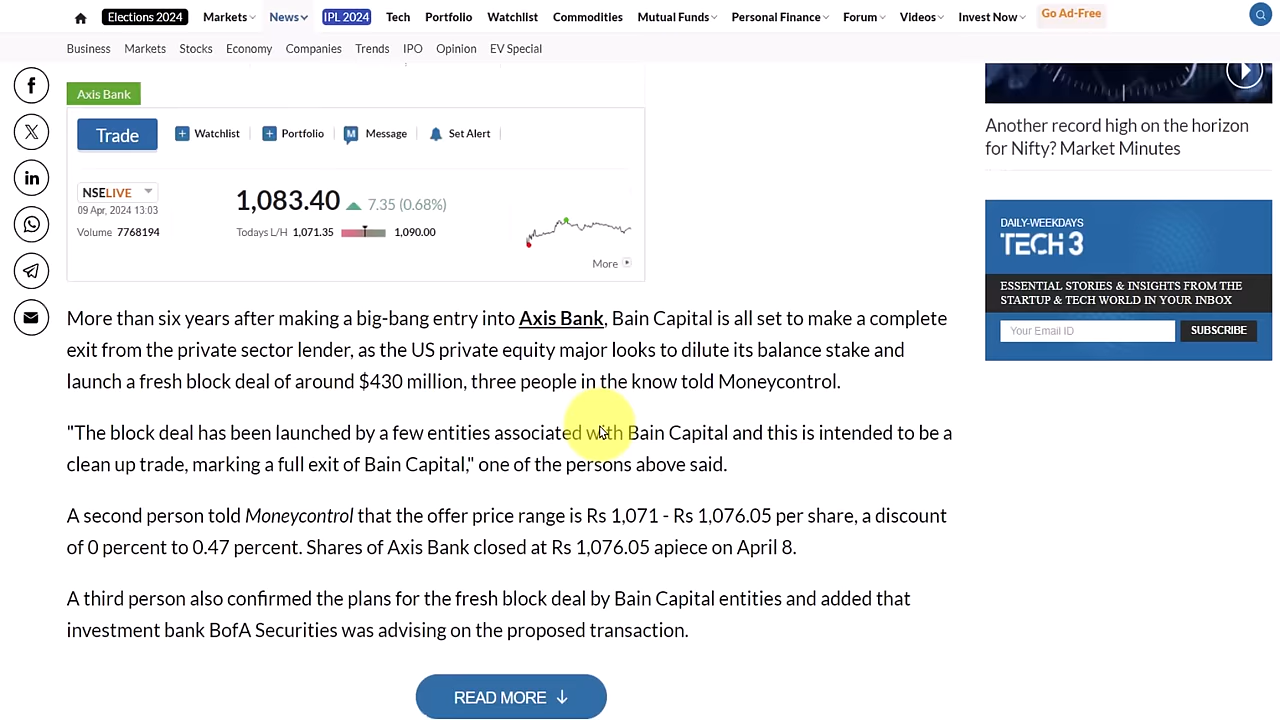 Elections 2024 Markets News IPL 2024 Tech Portfolio Watchlist Commodities Mutual Funds Personal Finance Forum Videos Invest Now Go Ad-Free
Business Markets Stocks Economy Companies Trends IPO Opinion EV Special
Axis Bank
Trade Watchlist Portfolio Message Set Alert
NSELIVE
09 Apr, 2024 13:03
Volume 7768194
1,083.40 7.35 (0.68%)
Todays L/H 1,071.35 1,090.00
More
More than six years after making a big-bang entry into Axis Bank, Bain Capital is all set to make a complete
exit from the private sector lender, as the US private equity major looks to dilute its balance stake and
launch a fresh block deal of around $430 million, three people in the know told Moneycontrol.
"The block deal has been launched by a few entities associated with Bain Capital and this is intended to be a
clean up trade, marking a full exit of Bain Capital," one of the persons above said.
A second person told Moneycontrol that the offer price range is Rs 1,071 - Rs 1,076.05 per share, a discount
of 0 percent to 0.47 percent. Shares of Axis Bank closed at Rs 1,076.05 apiece on April 8.
A third person also confirmed the plans for the fresh block deal by Bain Capital entities and added that
investment bank BofA Securities was advising on the proposed transaction.
READ MORE
Another record high on the horizon
for Nifty? Market Minutes
DAILY-WEEKDAYS
TECH 3
ESSENTIAL STORIES & INSIGHTS FROM THE
STARTUP & TECH WORLD IN YOUR INBOX
Your Email ID SUBSCRIBE